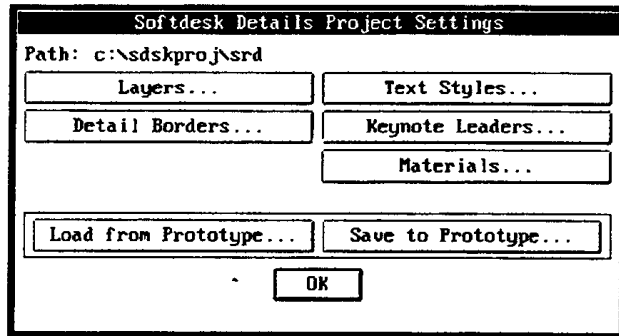 Softdesk Details Project Settings
Path: c:\sdskproj\srd
Layers... Text Styles...
Detail Borders... Keynote Leaders...
Materials...
Load from Prototype... Save to Prototype...
OK